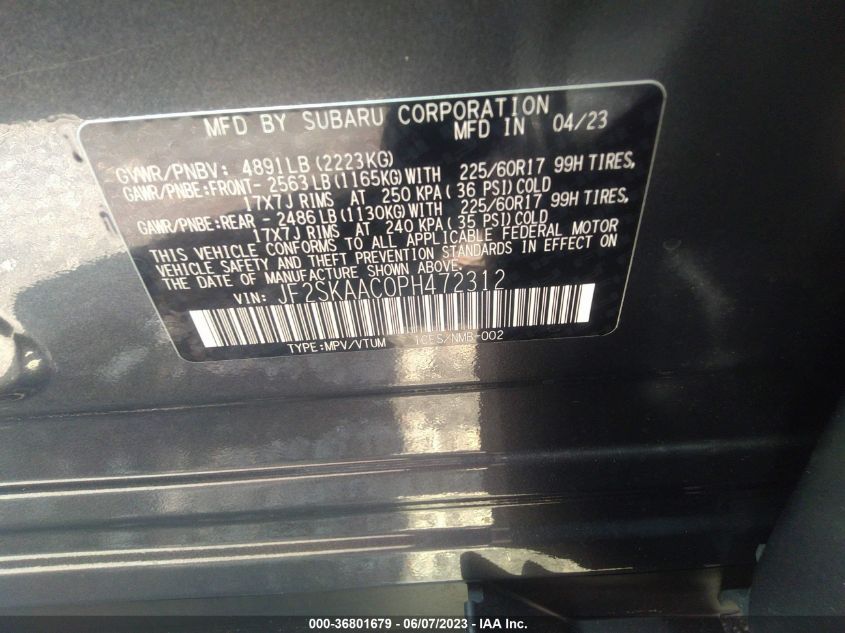 MFD BY SUBARU CORPORATION
MFD IN 04/23
GVWR/PNBV: 4891LB(2223KG)
GAWR/PNBE:FRONT- 2563LB(1165KG)WITH 225/60R17 99H TIRES,
17X7J RIMS AT 250 KPA(36 PSI)COLD
GAWR/PNBE:REAR - 2486LB(1130KG)WITH 225/60R17 99H TIRES,
17X7J RIMS AT 240 KPA(35 PSI)COLD
THIS VEHICLE CONFORMS TO ALL APPLICABLE FEDERAL MOTOR
VEHICLE SAFETY AND THEFT PREVENTION STANDARDS IN EFFECT ON
THE DATE OF MANUFACTURE SHOWN ABOVE.
VIN: JF2SKAAC0PH472312
TYPE:MPV/VTUM 1CES/NMB-002
000-36801679 - 06/07/2023 - Copyright IAA, Inc.